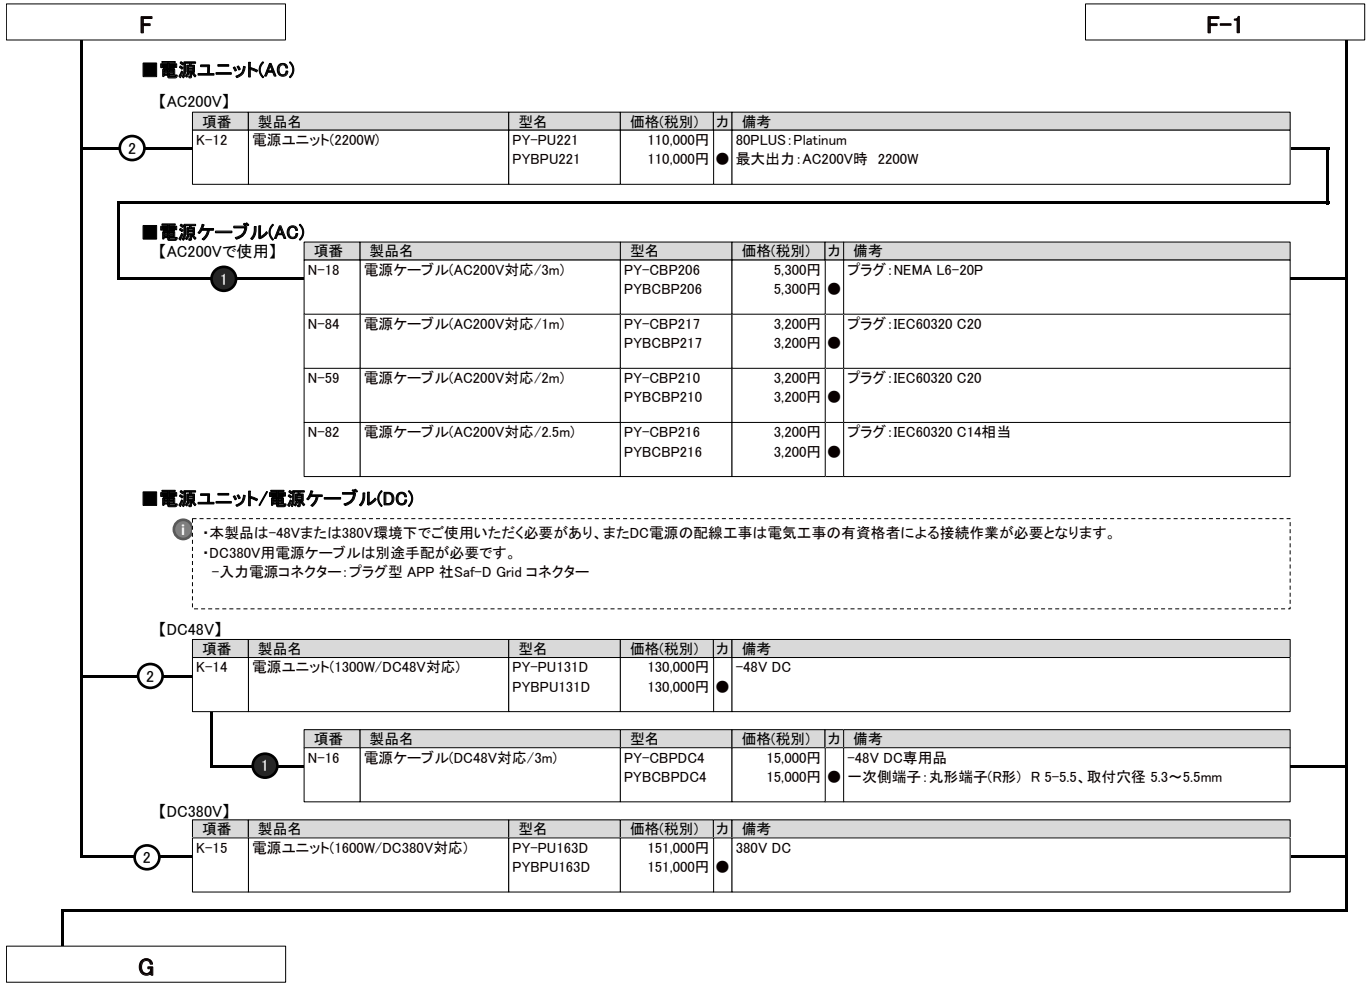 F
F-1
■電源ユニット(AC)
【AC200V】
項番 製品名 型名 価格(税別) カ 備考
② K-12 電源ユニット(2200W) PY-PU221 110,000円 80PLUS：Platinum
PYBPU221 110,000円 ● 最大出力：AC200V時 2200W
■電源ケーブル(AC)
【AC200Vで使用】
項番 製品名 型名 価格(税別) カ 備考
❶ N-18 電源ケーブル(AC200V対応/3m) PY-CBP206 5,300円 プラグ：NEMA L6-20P
PYBCBP206 5,300円 ●
N-84 電源ケーブル(AC200V対応/1m) PY-CBP217 3,200円 プラグ：IEC60320 C20
PYBCBP217 3,200円 ●
N-59 電源ケーブル(AC200V対応/2m) PY-CBP210 3,200円 プラグ：IEC60320 C20
PYBCBP210 3,200円 ●
N-82 電源ケーブル(AC200V対応/2.5m) PY-CBP216 3,200円 プラグ：IEC60320 C14相当
PYBCBP216 3,200円 ●
■電源ユニット/電源ケーブル(DC)
i ・本製品は-48Vまたは380V環境下でご使用いただく必要があり、またDC電源の配線工事は電気工事の有資格者による接続作業が必要となります。
・DC380V用電源ケーブルは別途手配が必要です。
-入力電源コネクター：プラグ型 APP 社Saf-D Grid コネクター
【DC48V】
項番 製品名 型名 価格(税別) カ 備考
② K-14 電源ユニット(1300W/DC48V対応) PY-PU131D 130,000円 -48V DC
PYBPU131D 130,000円 ●
項番 製品名 型名 価格(税別) カ 備考
❶ N-16 電源ケーブル(DC48V対応/3m) PY-CBPDC4 15,000円 -48V DC専用品
PYBCBPDC4 15,000円 ● 一次側端子：丸形端子(R形) R 5-5.5、取付穴径 5.3～5.5mm
【DC380V】
項番 製品名 型名 価格(税別) カ 備考
② K-15 電源ユニット(1600W/DC380V対応) PY-PU163D 151,000円 380V DC
PYBPU163D 151,000円 ●
G